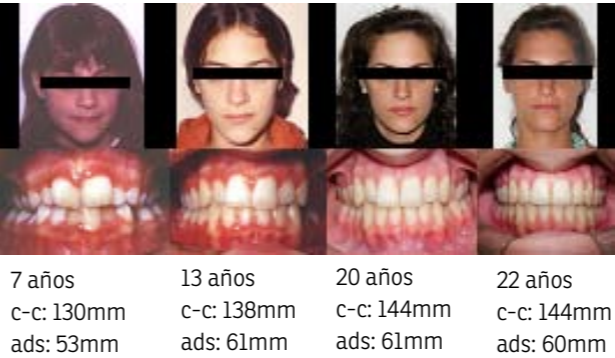 7 años
c-c: 130mm
ads: 53mm
13 años
c-c: 138mm
ads: 61mm
20 años
c-c: 144mm
ads: 61mm
22 años
c-c: 144mm
ads: 60mm